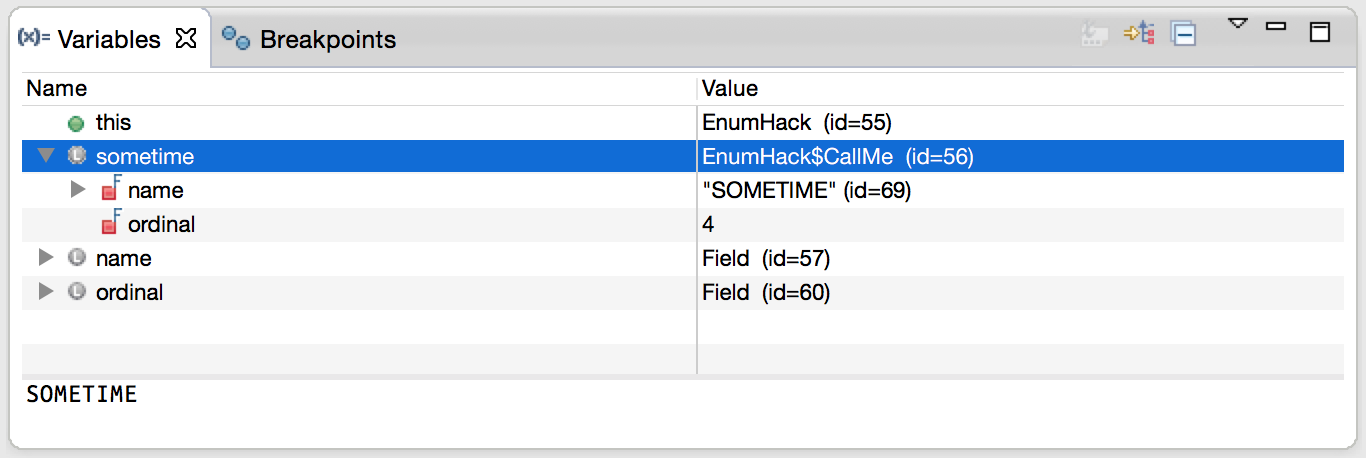 (x)= Variables Breakpoints
Name Value
this EnumHack (id=55)
L sometime EnumHack$CallMe (id=56)
F name "SOMETIME" (id=69)
F ordinal 4
L name Field (id=57)
L ordinal Field (id=60)
SOMETIME